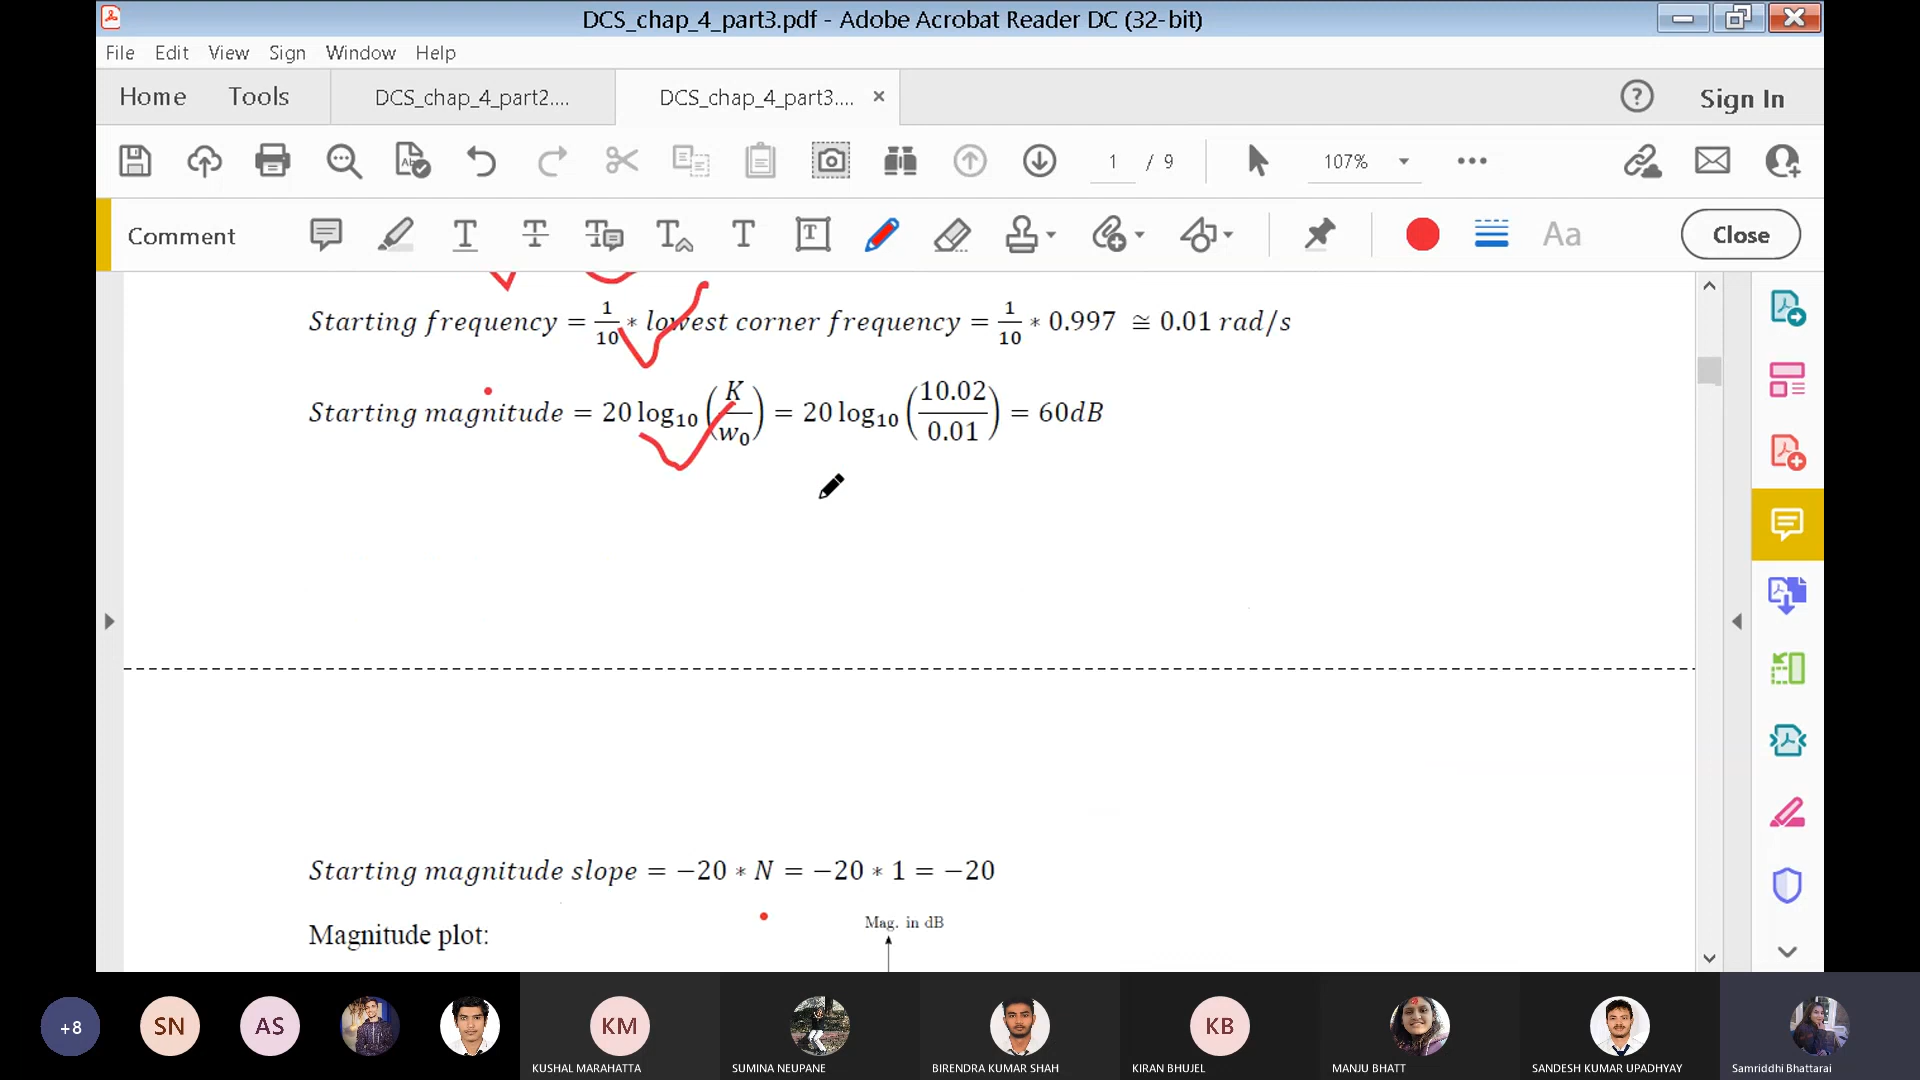 DCS_chap_4_part3.pdf - Adobe Acrobat Reader DC (32-bit)
File Edit View Sign Window Help
Home Tools DCS_chap_4_part2.... DCS_chap_4_part3.... × ? Sign In
1 / 9 107%
Comment Aa Close
Starting frequency = 1/10 * lowest corner frequency = 1/10 * 0.997 ≅ 0.01 rad/s
Starting magnitude = 20 log₁₀ (K/w₀) = 20 log₁₀ (10.02/0.01) = 60dB
Starting magnitude slope = −20 * N = −20 * 1 = −20
Mag. in dB
Magnitude plot:
+8 SN AS KM KB
KUSHAL MARAHATTA SUMINA NEUPANE BIRENDRA KUMAR SHAH KIRAN BHUJEL MANJU BHATT SANDESH KUMAR UPADHYAY Samriddhi Bhattarai